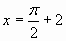 x = π/2 + 2